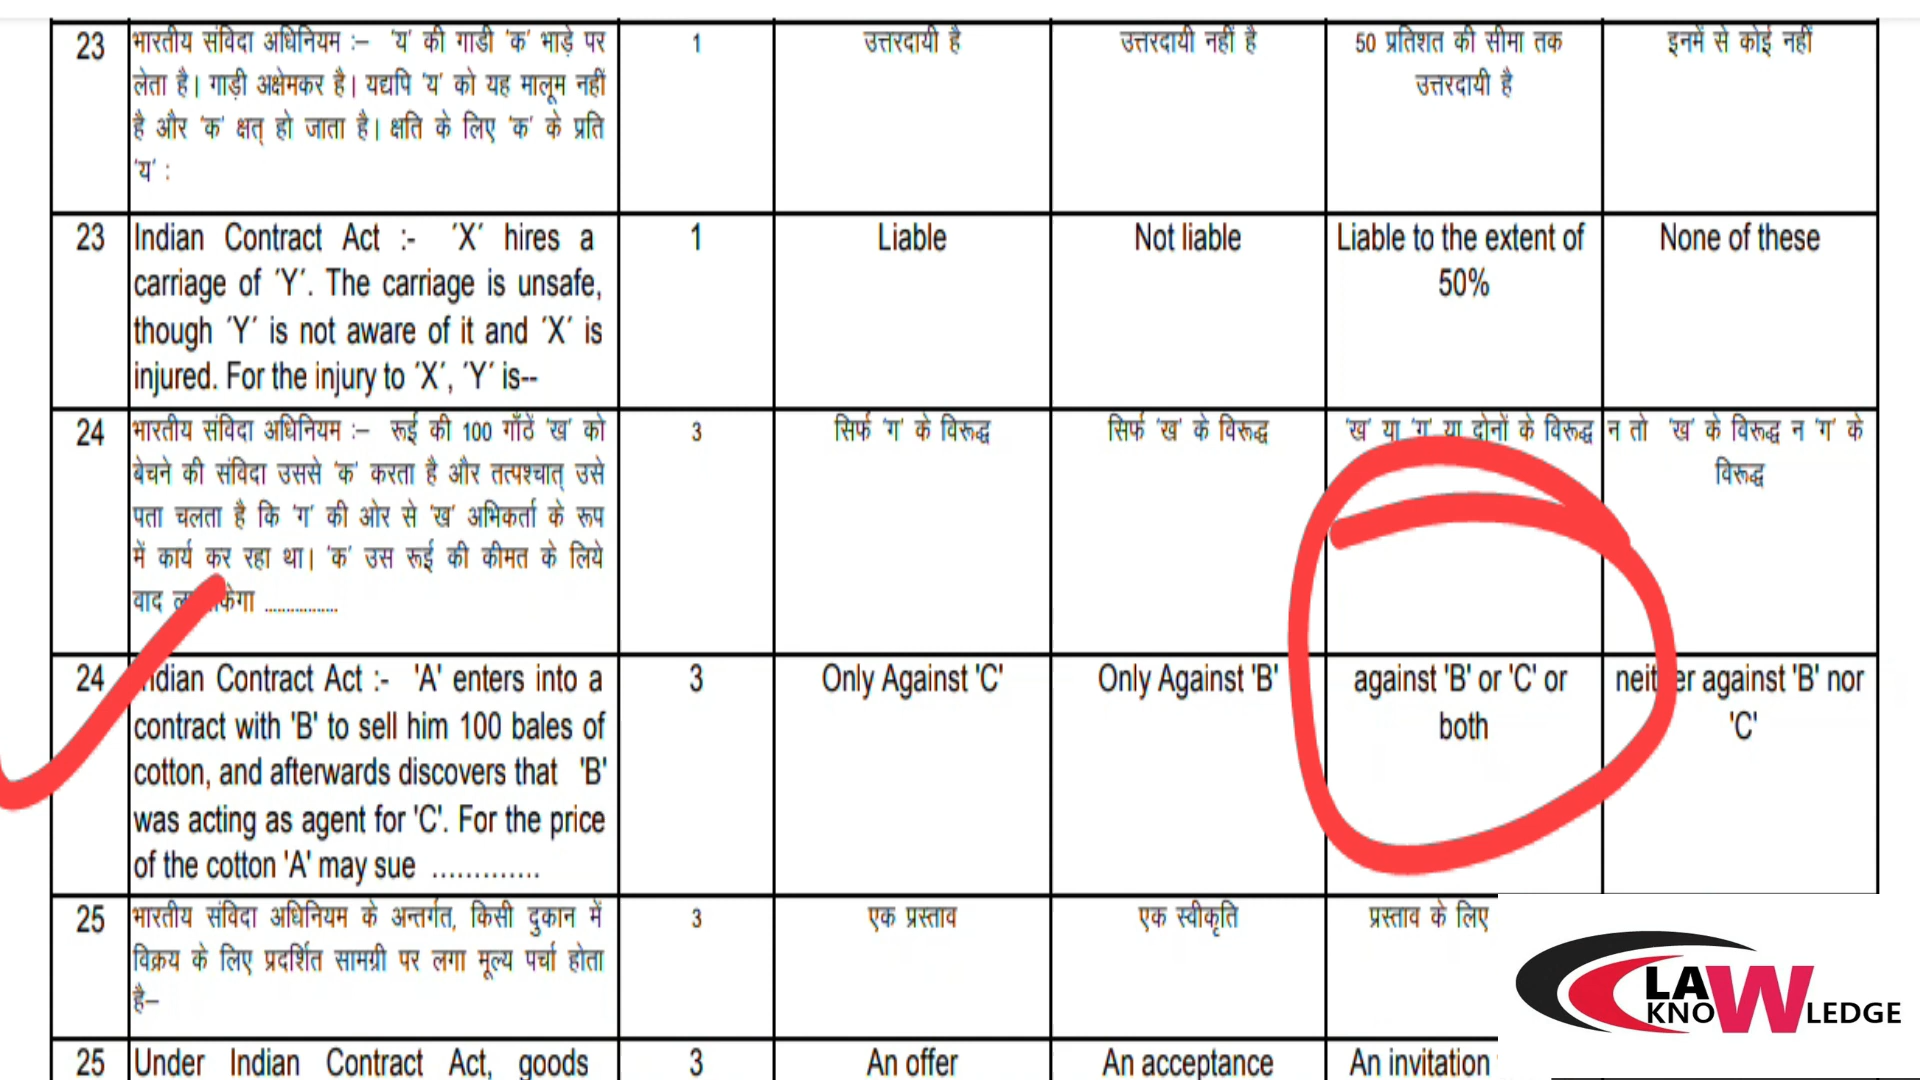 23 भारतीय संविदा अधिनियम :– 'य' की गाडी 'क' भाड़े पर 1 उत्तरदायी है उत्तरदायी नहीं है 50 प्रतिशत की सीमा तक इनमें से कोई नहीं
लेता है। गाड़ी अक्षेमकर है। यद्यपि 'य' को यह मालूम नहीं उत्तरदायी है
है और 'क' क्षत् हो जाता है। क्षति के लिए 'क' के प्रति
'य' :
23 Indian Contract Act :- ´X´ hires a 1 Liable Not liable Liable to the extent of None of these
carriage of ´Y´. The carriage is unsafe, 50%
though ´Y´ is not aware of it and ´X´ is
injured. For the injury to ´X´, ´Y´ is--
24 भारतीय संविदा अधिनियम :– रूई की 100 गाँठें 'ख' को 3 सिर्फ 'ग' के विरूद्ध सिर्फ 'ख' के विरूद्ध 'ख' या 'ग' या दोनों के विरूद्ध न तो 'ख' के विरूद्ध न 'ग' के
बेचने की संविदा उससे 'क' करता है और तत्पश्चात् उसे विरूद्ध
पता चलता है कि 'ग' की ओर से 'ख' अभिकर्ता के रूप
में कार्य कर रहा था। 'क' उस रूई की कीमत के लिये
वाद .................
24 Indian Contract Act :- 'A' enters into a 3 Only Against 'C' Only Against 'B' against 'B' or 'C' or neither against 'B' nor
contract with 'B' to sell him 100 bales of both 'C'
cotton, and afterwards discovers that 'B'
was acting as agent for 'C'. For the price
of the cotton 'A' may sue .............
25 भारतीय संविदा अधिनियम के अन्तर्गत, किसी दुकान में 3 एक प्रस्ताव एक स्वीकृति प्रस्ताव के लिए
विक्रय के लिए प्रदर्शित सामग्री पर लगा मूल्य पर्चा होता
है–
25 Under Indian Contract Act, goods 3 An offer An acceptance An invitation
LAW
KNOWLEDGE